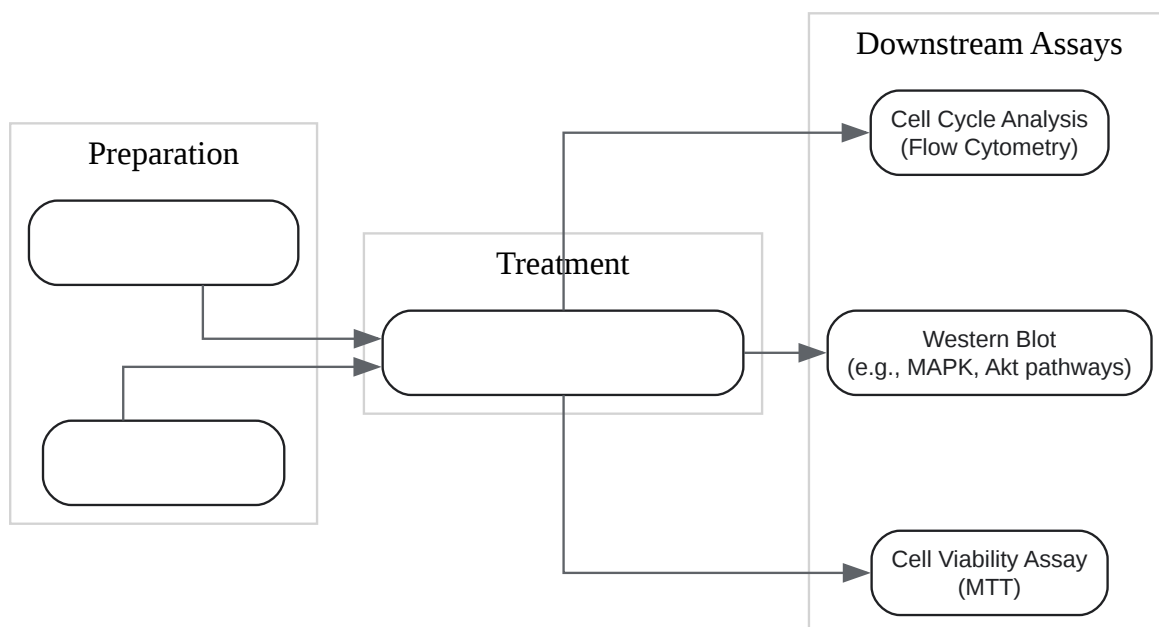 Preparation
Treatment
Downstream Assays
Cell Cycle Analysis
(Flow Cytometry)
Western Blot
(e.g., MAPK, Akt pathways)
Cell Viability Assay
(MTT)